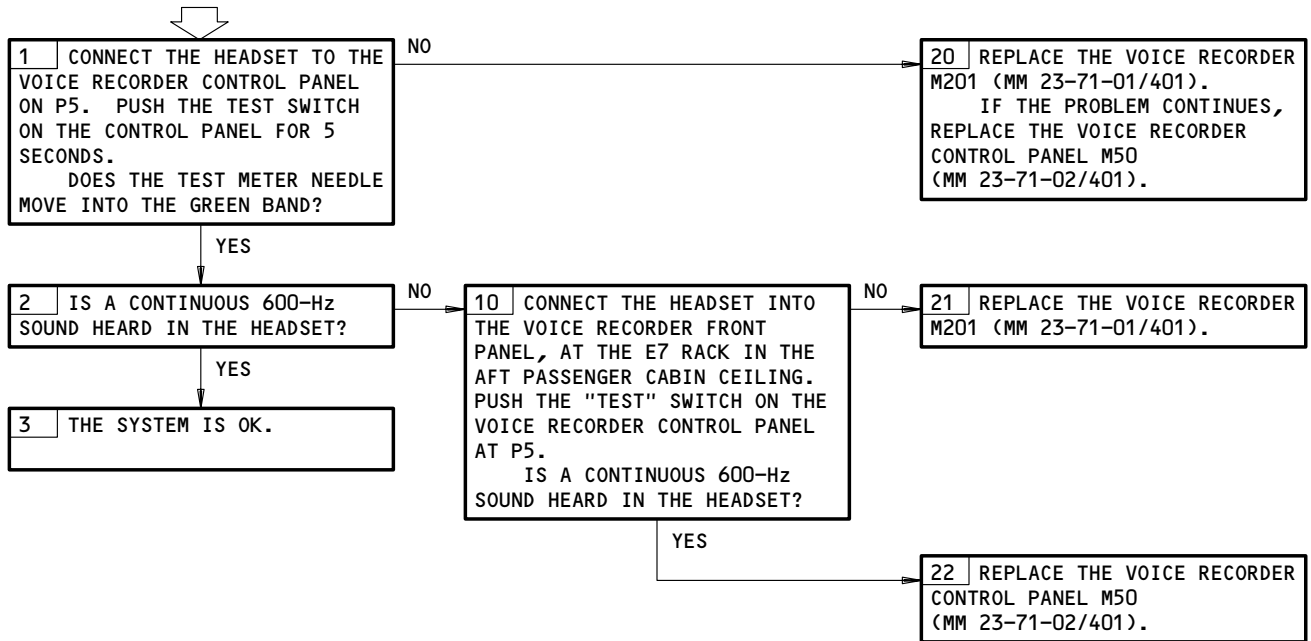 1 CONNECT THE HEADSET TO THE
VOICE RECORDER CONTROL PANEL
ON P5. PUSH THE TEST SWITCH
ON THE CONTROL PANEL FOR 5
SECONDS.
DOES THE TEST METER NEEDLE
MOVE INTO THE GREEN BAND?
NO
20 REPLACE THE VOICE RECORDER
M201 (MM 23-71-01/401).
IF THE PROBLEM CONTINUES,
REPLACE THE VOICE RECORDER
CONTROL PANEL M50
(MM 23-71-02/401).
YES
2 IS A CONTINUOUS 600-Hz
SOUND HEARD IN THE HEADSET?
NO
10 CONNECT THE HEADSET INTO
THE VOICE RECORDER FRONT
PANEL, AT THE E7 RACK IN THE
AFT PASSENGER CABIN CEILING.
PUSH THE "TEST" SWITCH ON THE
VOICE RECORDER CONTROL PANEL
AT P5.
IS A CONTINUOUS 600-Hz
SOUND HEARD IN THE HEADSET?
NO
21 REPLACE THE VOICE RECORDER
M201 (MM 23-71-01/401).
YES
3 THE SYSTEM IS OK.
YES
22 REPLACE THE VOICE RECORDER
CONTROL PANEL M50
(MM 23-71-02/401).